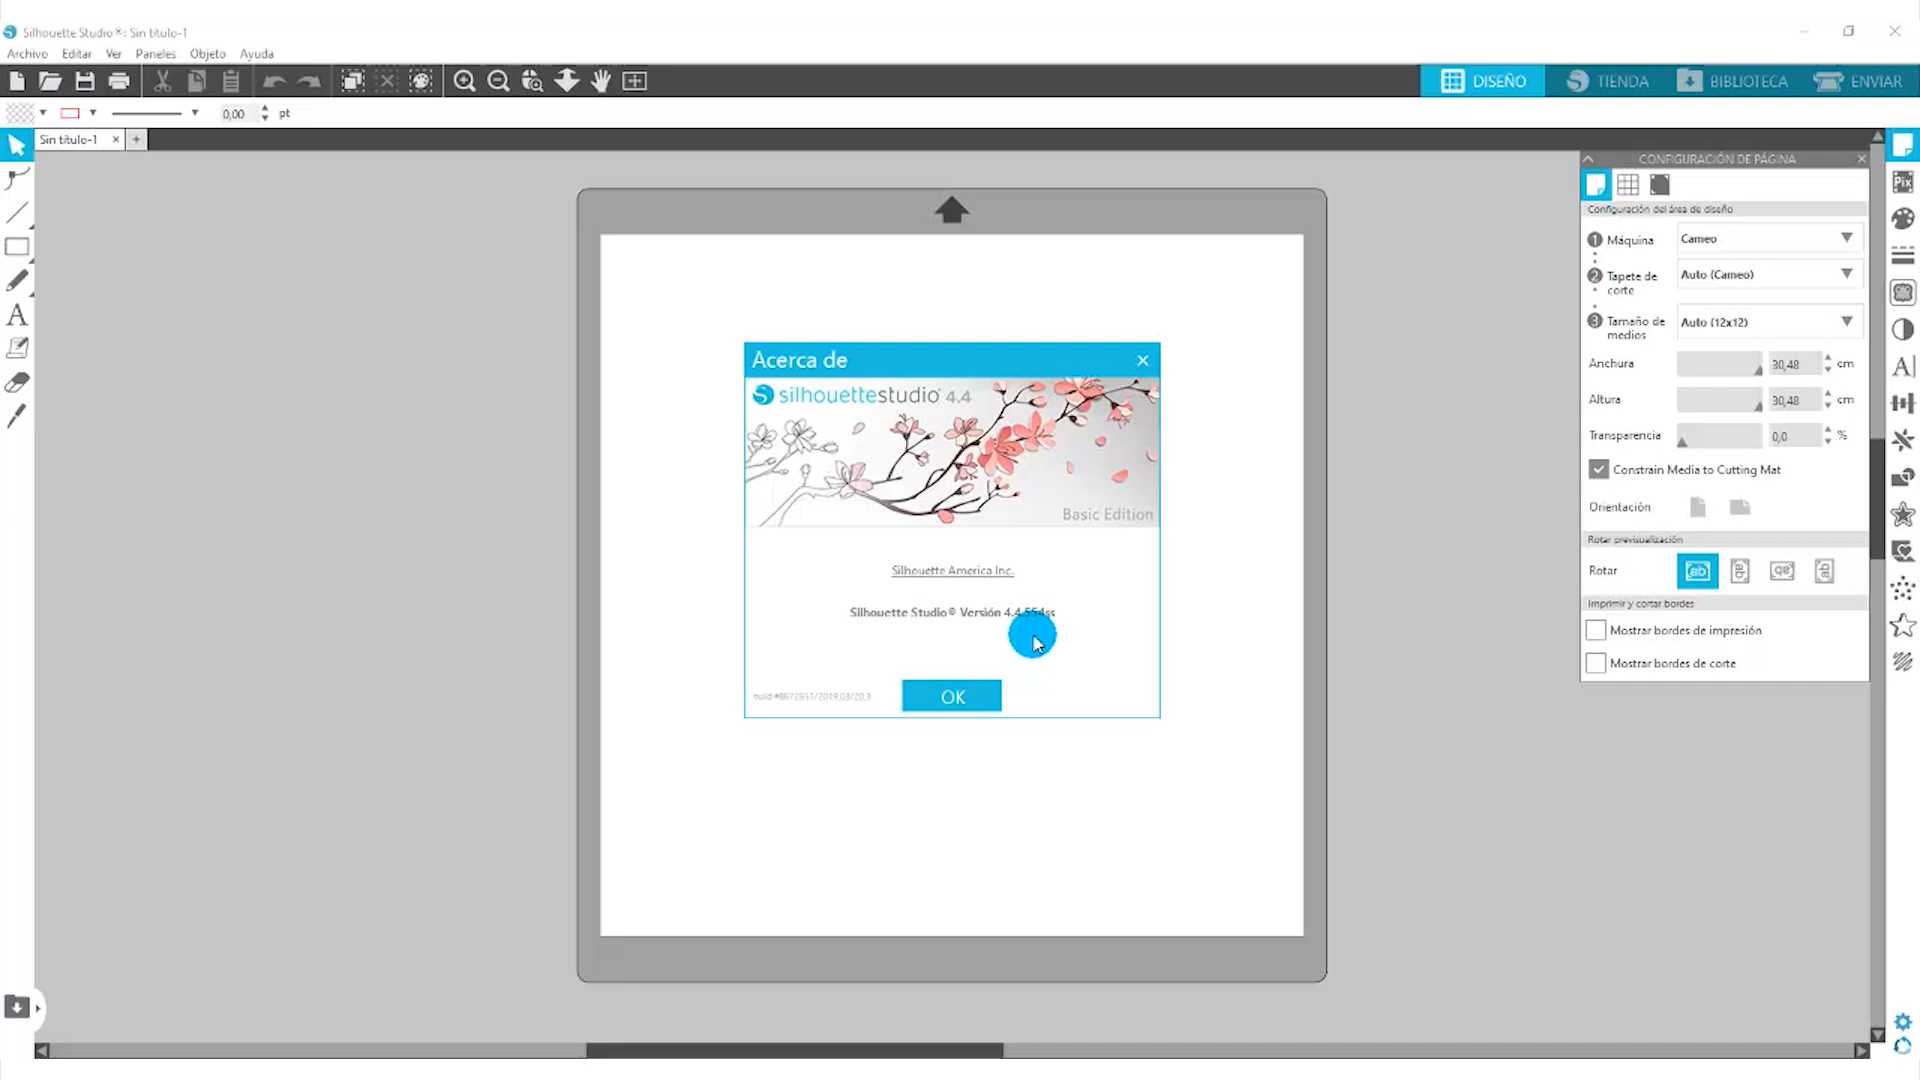 Silhouette Studio®: Sin título-1
Archivo Editar Ver Paneles Objeto Ayuda
DISEÑO TIENDA BIBLIOTECA ENVIAR
0,00 pt
Sin título-1
CONFIGURACIÓN DE PÁGINA
Configuración del área de diseño
1 Máquina Cameo
2 Tapete de corte Auto (Cameo)
3 Tamaño de medios Auto (12x12)
Anchura 30,48 cm
Altura 30,48 cm
Transparencia 0,0 %
Constrain Media to Cutting Mat
Orientación
Rotar previsualización
Rotar
Imprimir y cortar bordes
Mostrar bordes de impresión
Mostrar bordes de corte
Acerca de
silhouettestudio 4.4
Basic Edition
Silhouette America Inc.
Silhouette Studio® Versión 4.4.554ss
OK